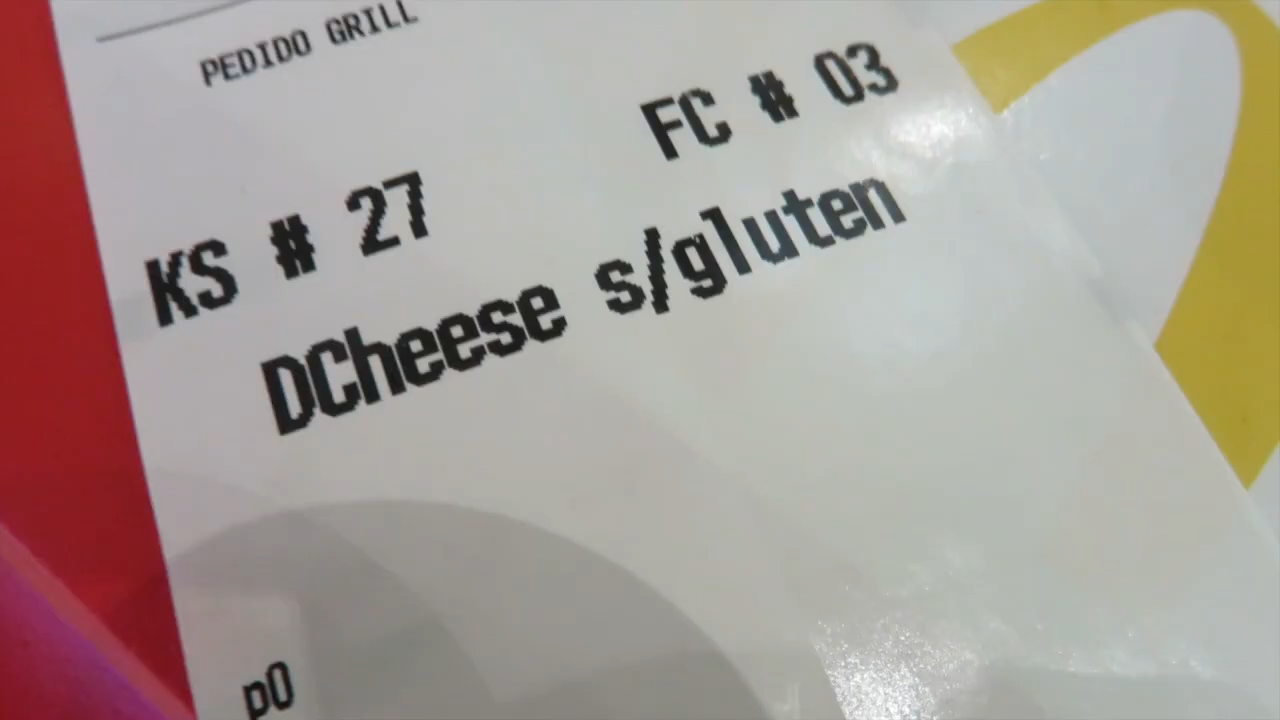 PEDIDO GRILL
FC # 03
KS # 27
DCheese s/gluten
p0